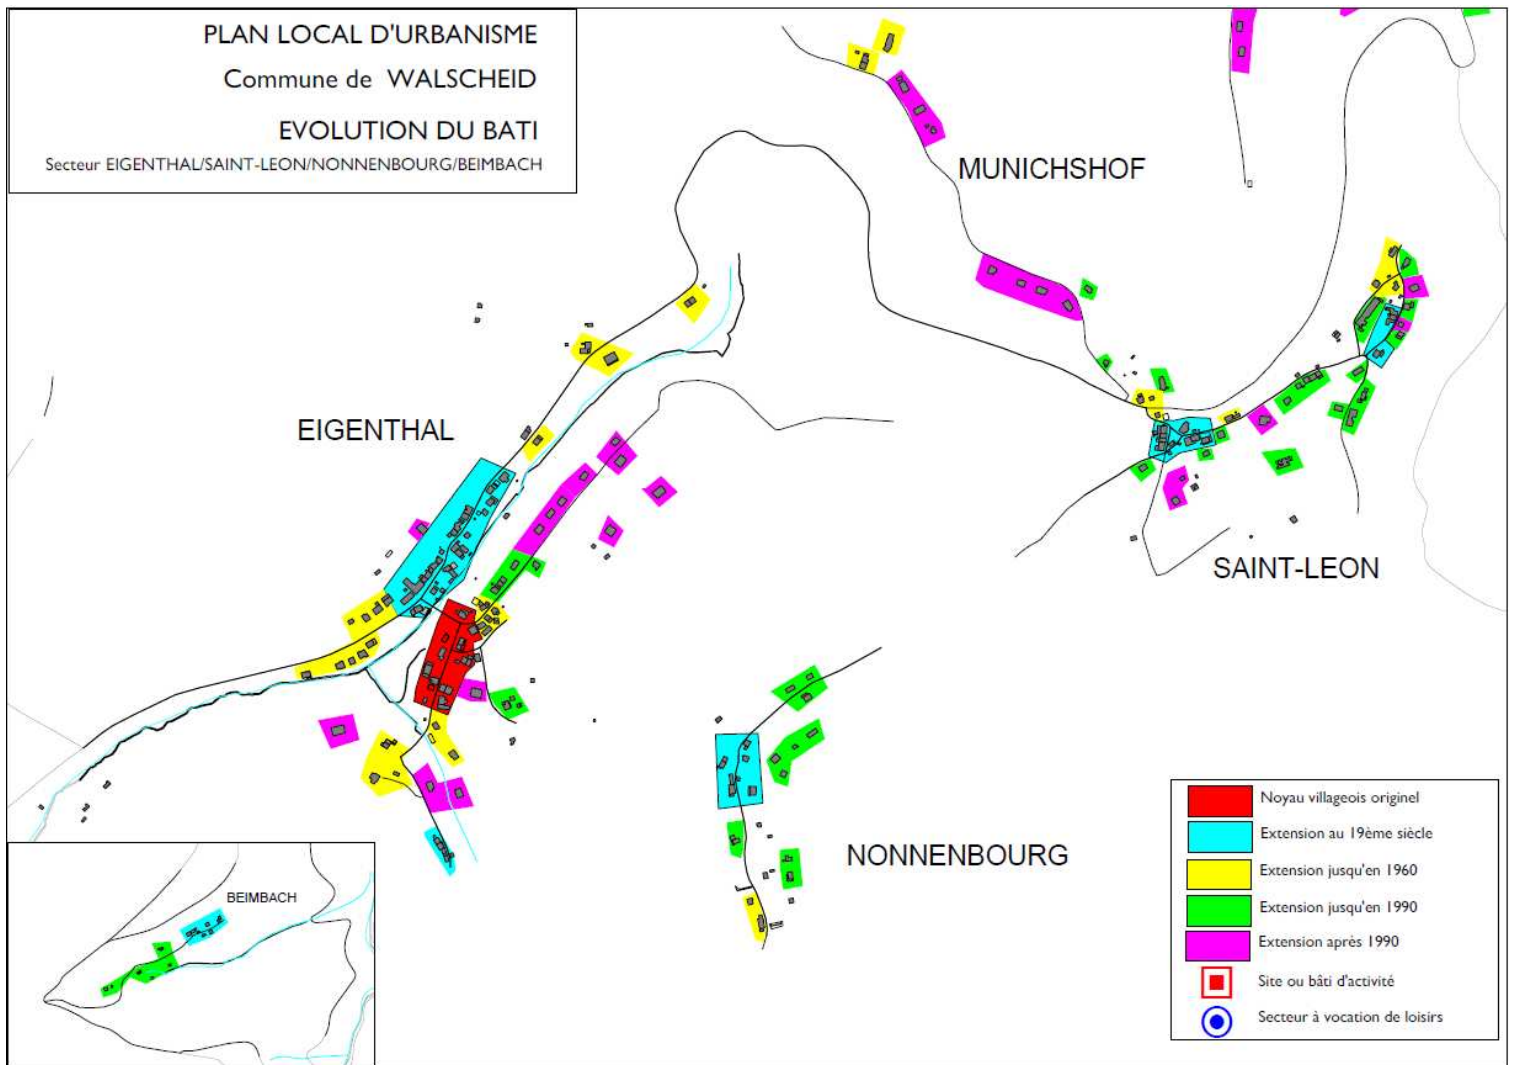 PLAN LOCAL D'URBANISME
Commune de WALSCHEID
EVOLUTION DU BATI
Secteur EIGENTHAL/SAINT-LEON/NONNENBOURG/BEIMBACH
MUNICHSHOF
EIGENTHAL
SAINT-LEON
NONNENBOURG
BEIMBACH
Noyau villageois originel
Extension au 19ème siècle
Extension jusqu'en 1960
Extension jusqu'en 1990
Extension après 1990
Site ou bâti d'activité
Secteur à vocation de loisirs